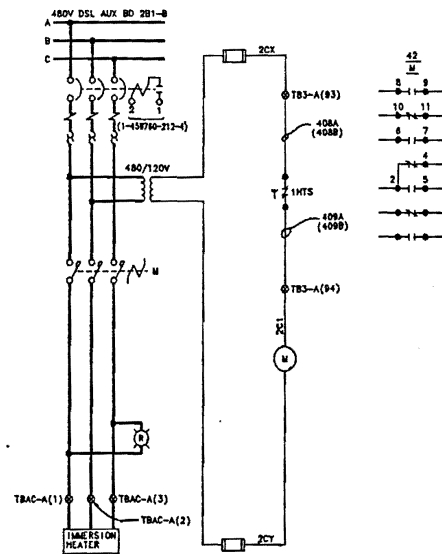 480V DSL AUX BD 2B1-B
A
B
C
2 1
(1-45B760-212-4)
480/120V
M
R
TBAC-A(1)
TBAC-A(3)
TBAC-A(2)
IMMERSION
HEATER
2CX
TB3-A(93)
408A
(408B)
T
1HTS
409A
(409B)
TB3-A(94)
2C1
M
2CY
42
M
8 9
10 11
6 7
4
2 5